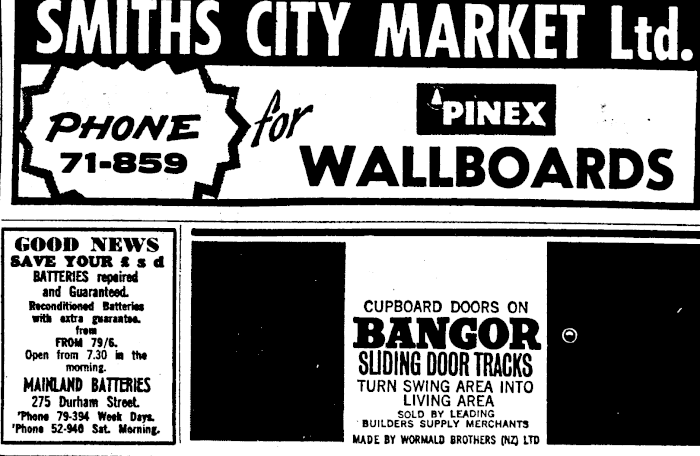 SMITHS CITY MARKET Ltd.
PHONE
71-859
for
PINEX
WALLBOARDS
GOOD NEWS
SAVE YOUR £ s d
BATTERIES repaired
and Guaranteed.
Reconditioned Batteries
with extra guarantee.
from
FROM 79/6.
Open from 7.30 in the
morning.
MAINLAND BATTERIES
275 Durham Street.
'Phone 79-394 Week Days.
'Phone 52-940 Sat. Morning.
CUPBOARD DOORS ON
BANGOR
SLIDING DOOR TRACKS
TURN SWING AREA INTO
LIVING AREA
SOLD BY LEADING
BUILDERS SUPPLY MERCHANTS
MADE BY WORMALD BROTHERS (NZ) LTD